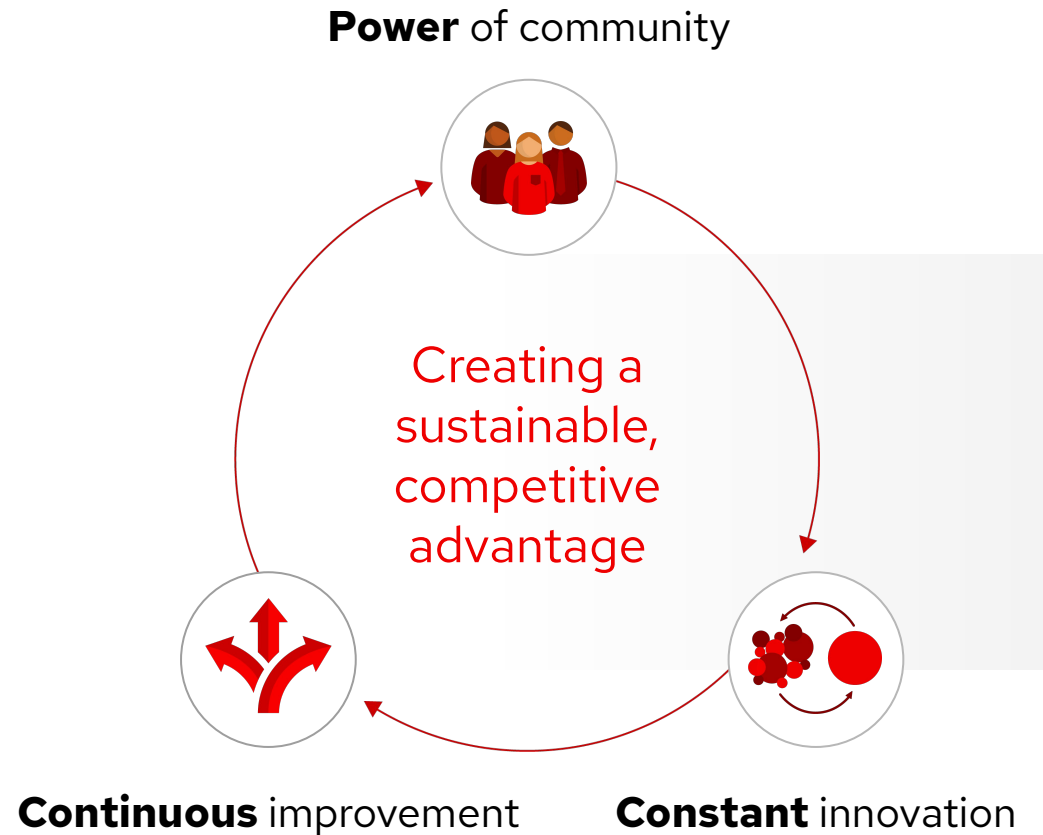 Power of community
Creating a
sustainable,
competitive
advantage
Continuous improvement
Constant innovation